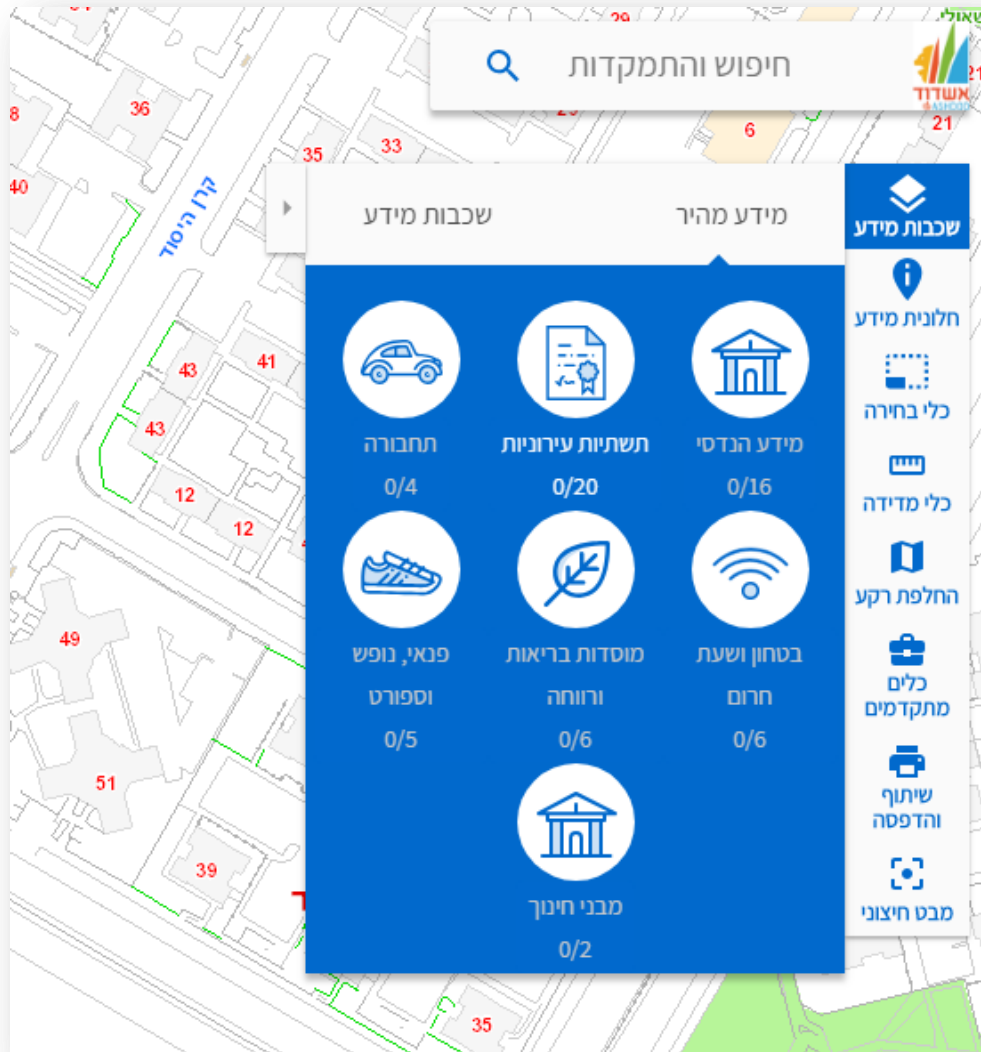 29
שאולי
חיפוש והתמקדות
אשדוד
ASHDOD
36
33
35
6
21
40
קרן היסוד
שכבות מידע
מידע מהיר
שכבות מידע
חלונית מידע
כלי בחירה
כלי מדידה
החלפת רקע
כלים
מתקדמים
שיתוף
והדפסה
מבט חיצוני
מידע הנדסי
0/16
תשתיות עירוניות
0/20
תחבורה
0/4
בטחון ושעת
חרום
0/6
מוסדות בריאות
ורווחה
0/6
פנאי, נופש
וספורט
0/5
מבני חינוך
0/2
43
41
43
12
12
49
51
39
35